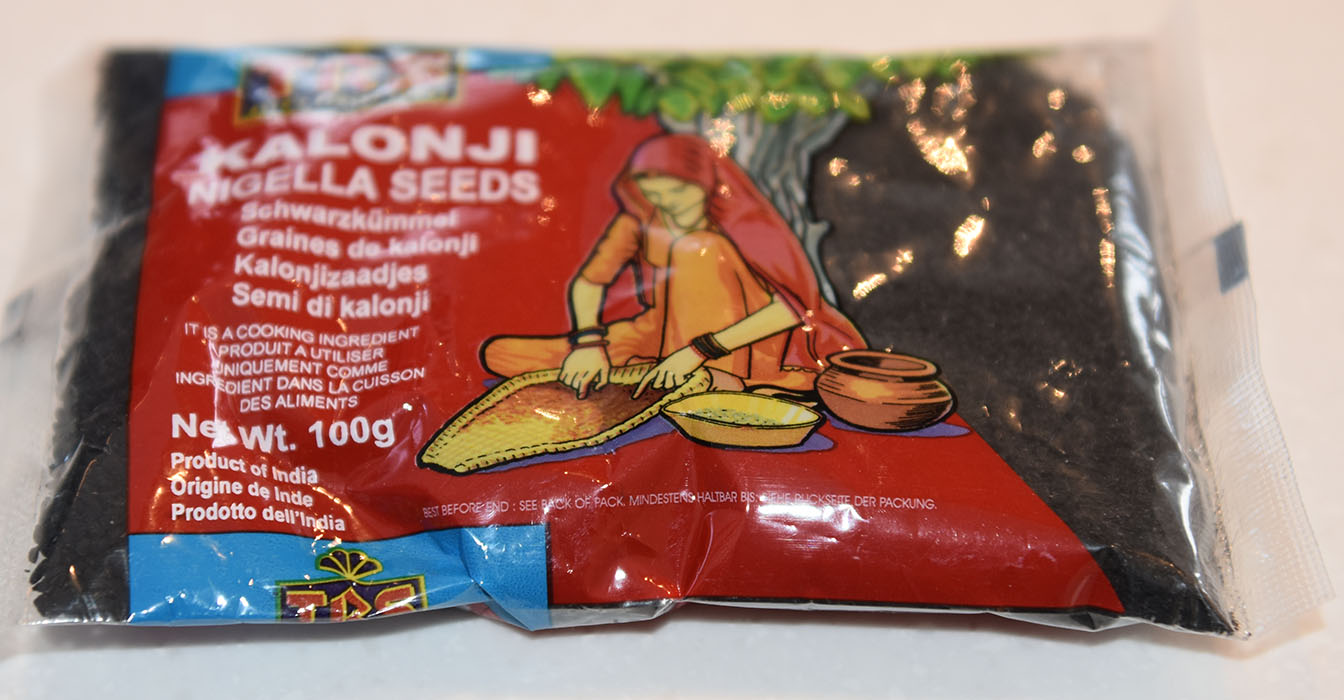 KALONJI
NIGELLA SEEDS
Schwarzkümmel
Graines de kalonji
Kalonjizaadjes
Semi di kalonji
IT IS A COOKING INGREDIENT
PRODUIT A UTILISER
UNIQUEMENT COMME
INGREDIENT DANS LA CUISSON
DES ALIMENTS
Net Wt. 100g
Product of India
Origine de Inde
Prodotto dell'India
BEST BEFORE END : SEE BACK OF PACK. MINDESTENS HALTBAR BIS: SIEHE RUCKSEITE DER PACKUNG.
TRS